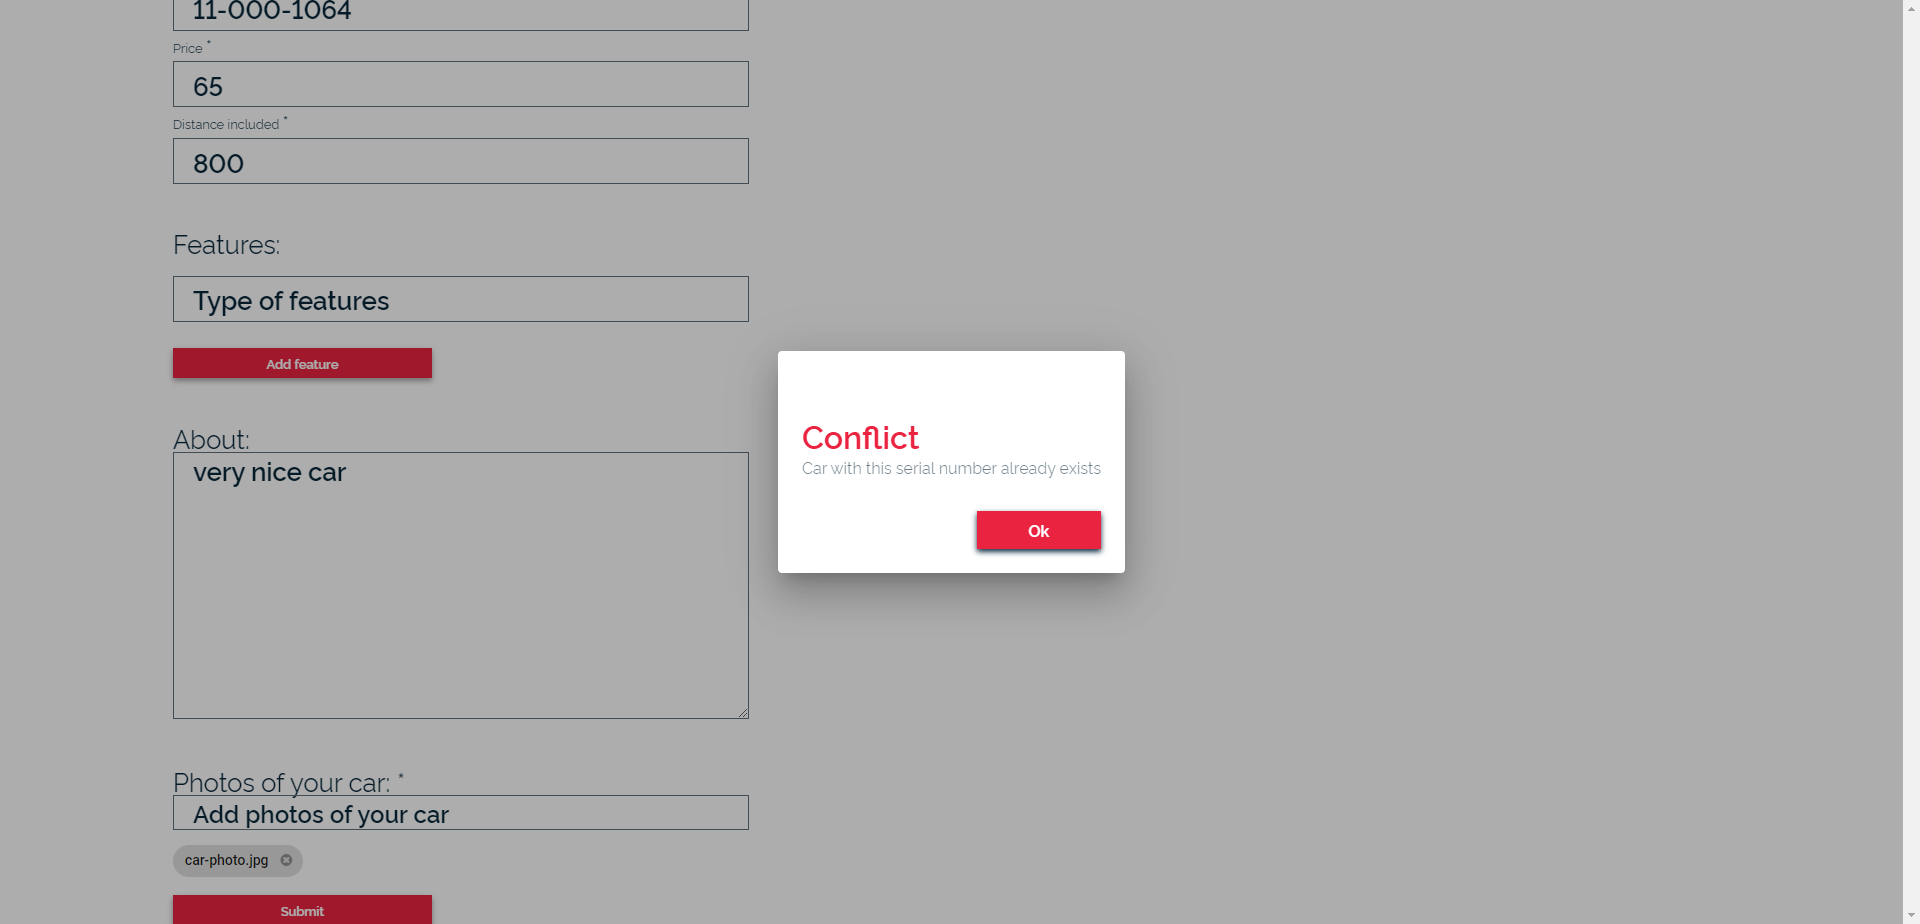 11-000-1064
Price *
65
Distance included *
800
Features:
Type of features
Add feature
About:
very nice car
Conflict
Car with this serial number already exists
Ok
Photos of your car: *
Add photos of your car
car-photo.jpg
Submit